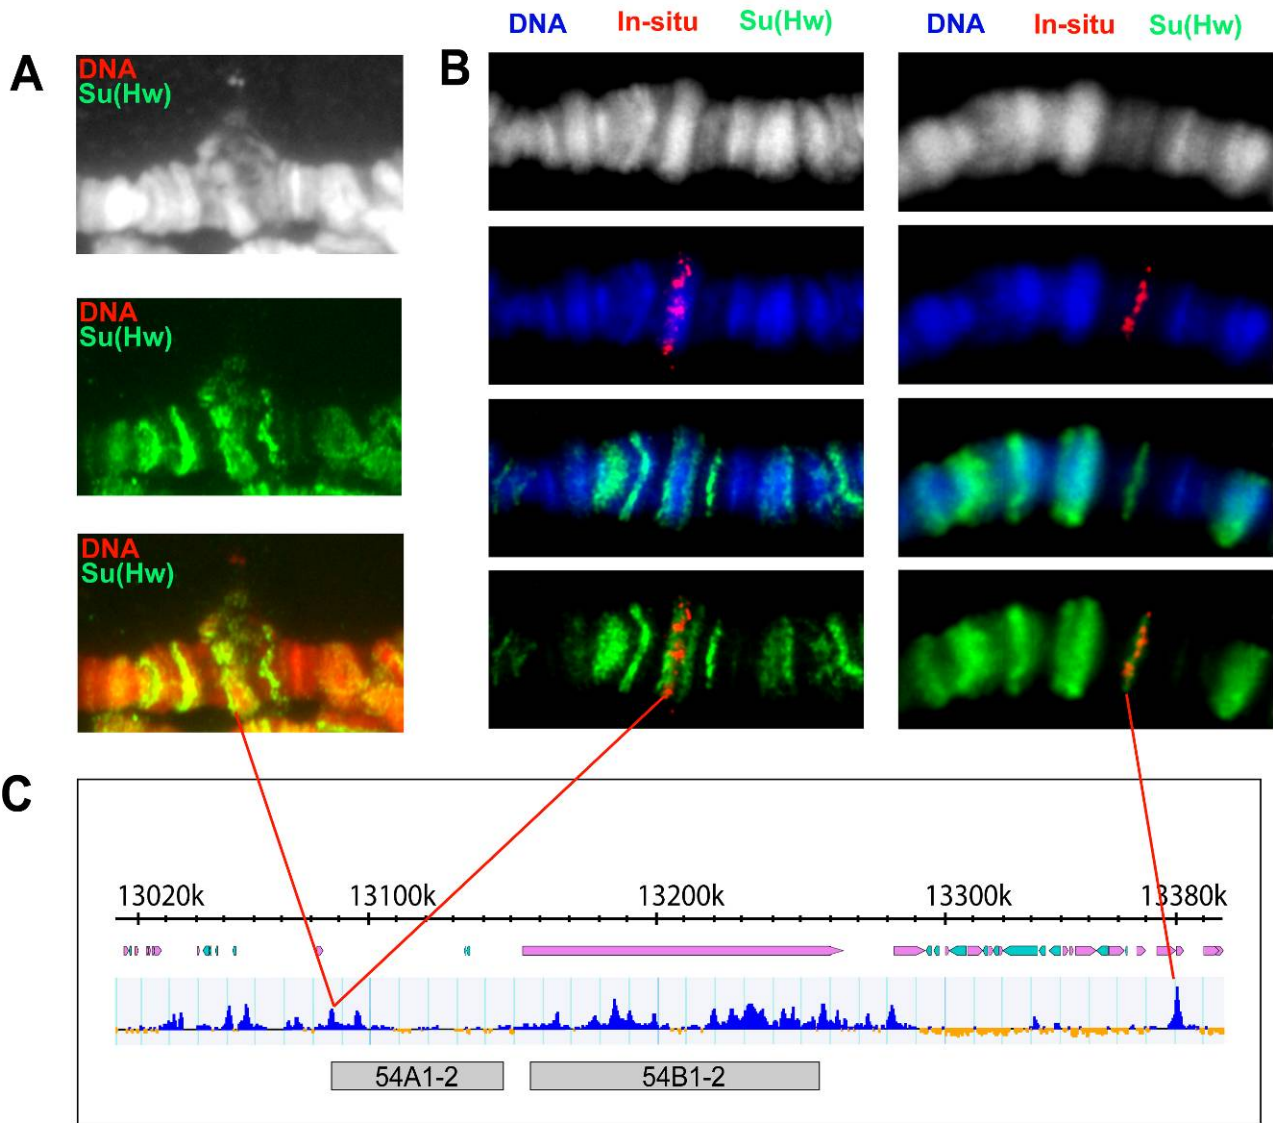 A
DNA
Su(Hw)
DNA
Su(Hw)
DNA
Su(Hw)
B
DNA In-situ Su(Hw)
DNA In-situ Su(Hw)
C
13020k 13100k 13200k 13300k 13380k
54A1-2 54B1-2